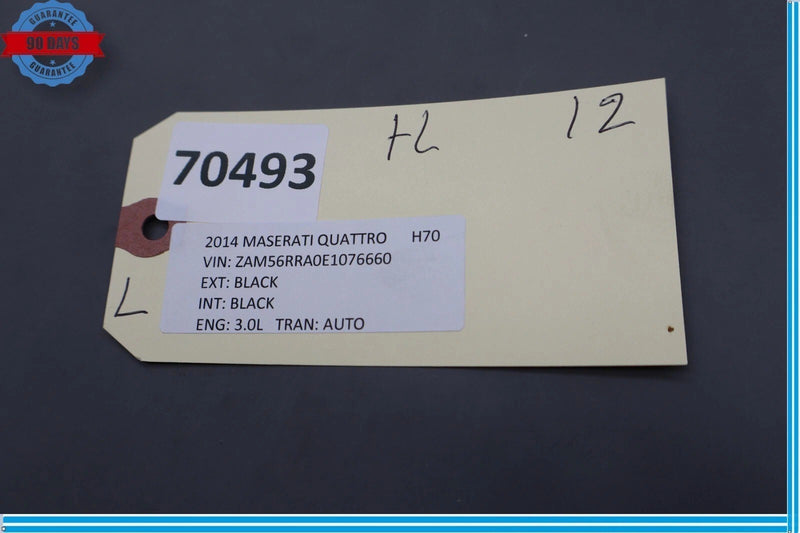 GUARANTEE
90 DAYS
GUARANTEE
HL
12
70493
2014 MASERATI QUATTRO H70
VIN: ZAM56RRA0E1076660
EXT: BLACK
INT: BLACK
ENG: 3.0L TRAN: AUTO
L